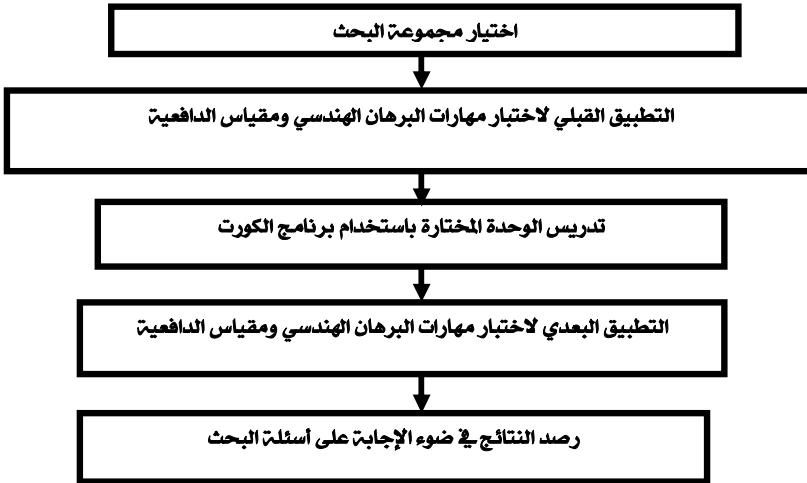 اختيار مجموعة البحث
التطبيق القبلي لاختبار مهارات البرهان الهندسي ومقياس الدافعية
تدريس الوحدة المختارة باستخدام برنامج الكورت
التطبيق البعدي لاختبار مهارات البرهان الهندسي ومقياس الدافعية
رصد النتائج في ضوء الإجابة على أسئلة البحث